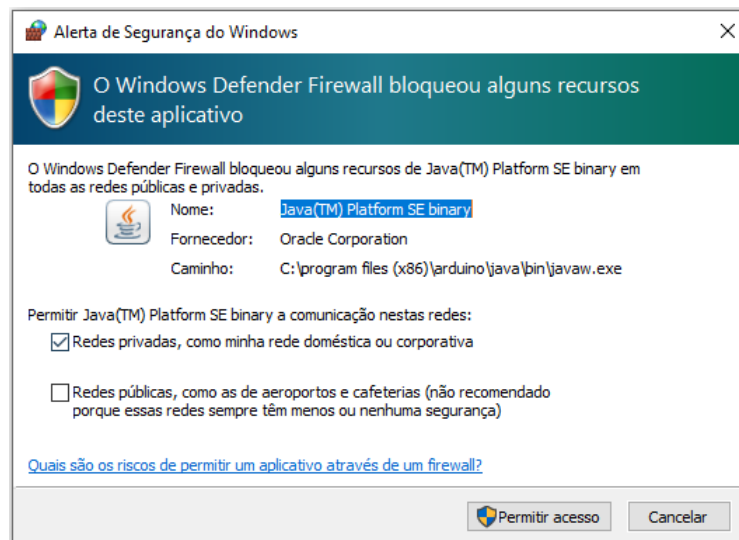 Alerta de Segurança do Windows
O Windows Defender Firewall bloqueou alguns recursos
deste aplicativo
O Windows Defender Firewall bloqueou alguns recursos de Java(TM) Platform SE binary em
todas as redes públicas e privadas.
Nome: Java(TM) Platform SE binary
Fornecedor: Oracle Corporation
Caminho: C:\program files (x86)\arduino\java\bin\javaw.exe
Permitir Java(TM) Platform SE binary a comunicação nestas redes:
Redes privadas, como minha rede doméstica ou corporativa
Redes públicas, como as de aeroportos e cafeterias (não recomendado
porque essas redes sempre têm menos ou nenhuma segurança)
Quais são os riscos de permitir um aplicativo através de um firewall?
Permitir acesso Cancelar